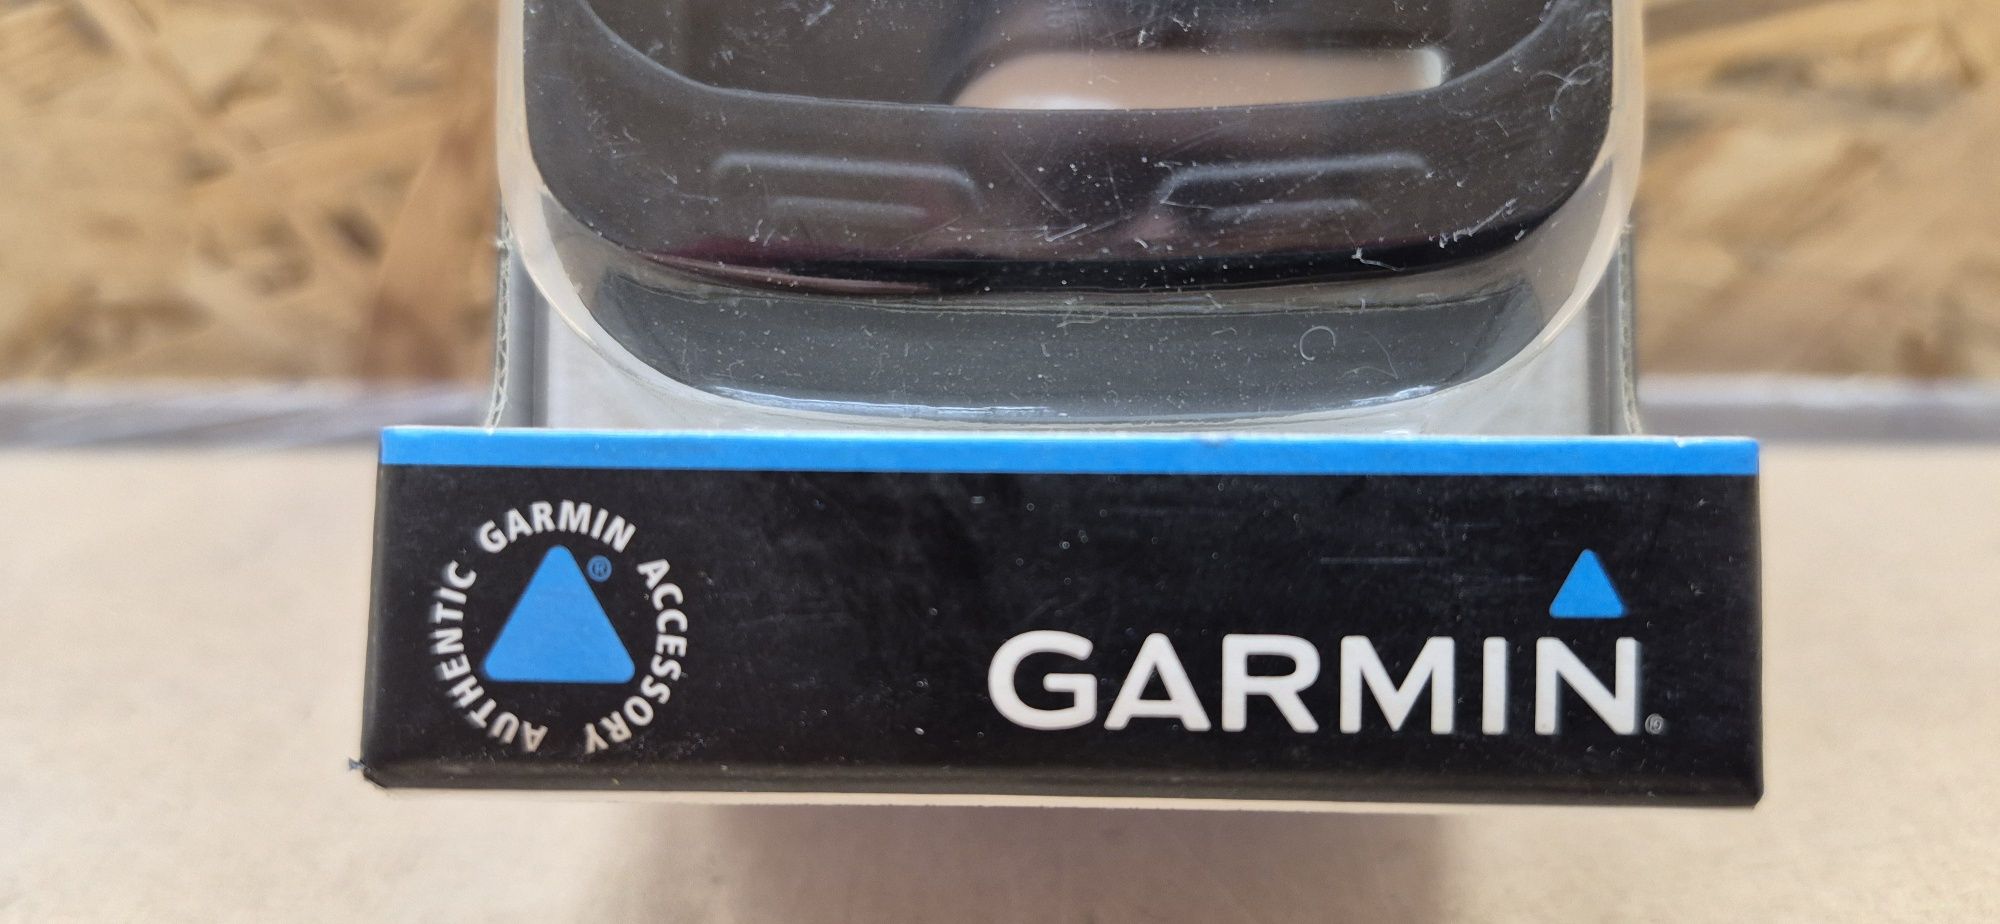 AUTHENTIC GARMIN ACCESSORY
®
GARMIN®